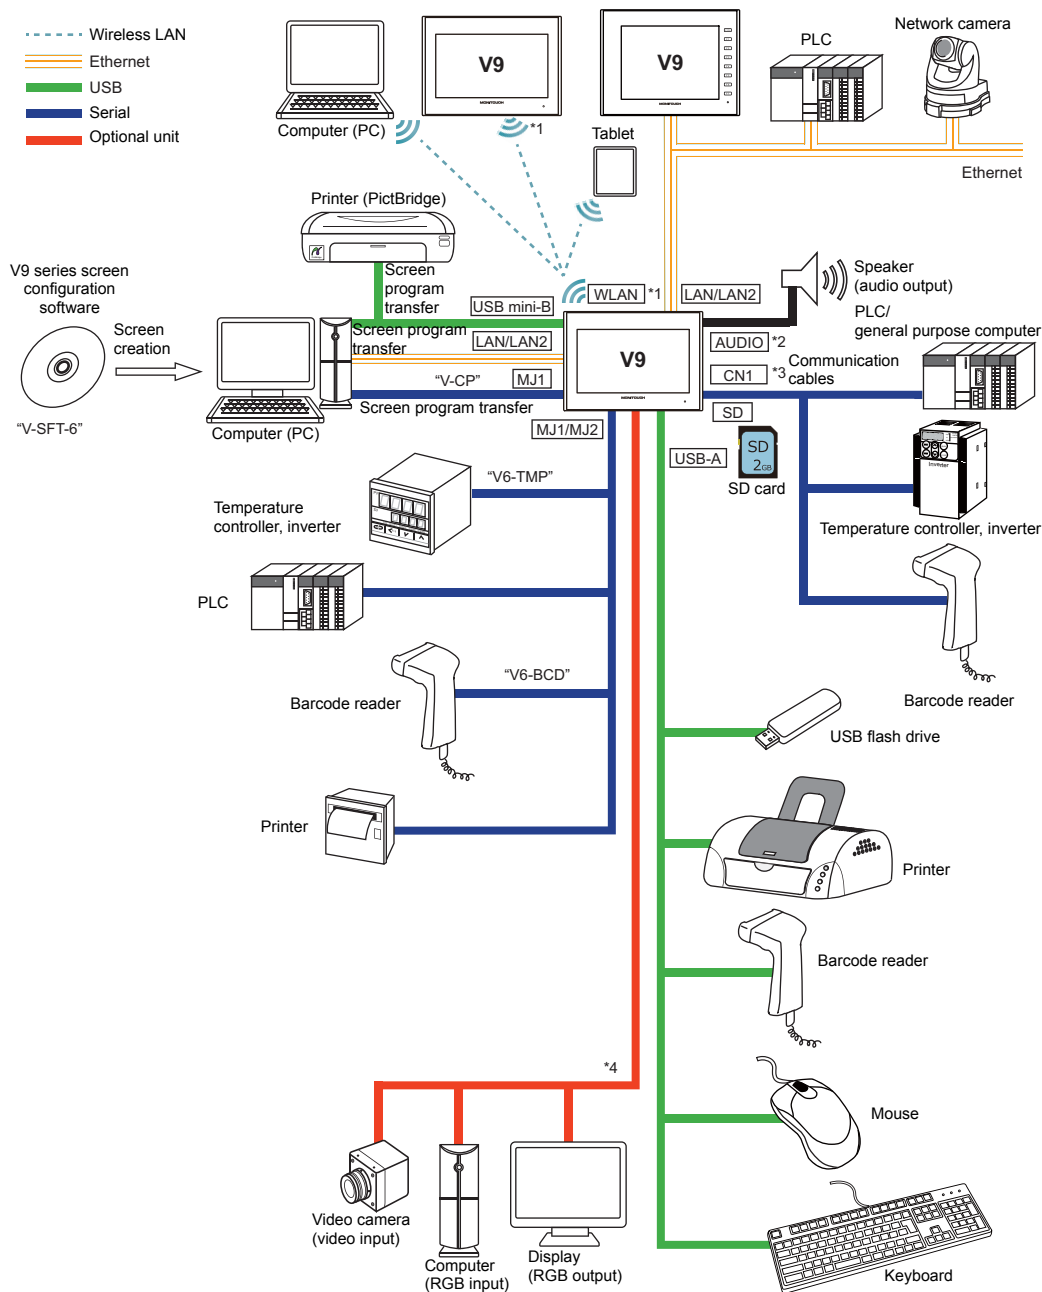 Wireless LAN
Ethernet
USB
Serial
Optional unit
V9
MONITOUCH
Computer (PC)
*1
V9
MONITOUCH
PLC
Network camera
Tablet
Ethernet
Printer (PictBridge)
V9 series screen
configuration
software
Screen
creation
"V-SFT-6"
Computer (PC)
Screen
program
transfer
USB mini-B
WLAN *1
LAN/LAN2
Speaker
(audio output)
Screen program
transfer
LAN/LAN2
V9
MONITOUCH
AUDIO *2
PLC/
general purpose computer
"V-CP"
MJ1
CN1 *3
Communication
cables
Screen program transfer
MJ1/MJ2
SD
USB-A
SD
2GB
SD card
Inverter
Temperature controller, inverter
"V6-TMP"
Temperature
controller, inverter
PLC
"V6-BCD"
Barcode reader
Barcode reader
USB flash drive
Printer
Printer
Barcode reader
*4
Mouse
Video camera
(video input)
Computer
(RGB input)
Display
(RGB output)
Keyboard